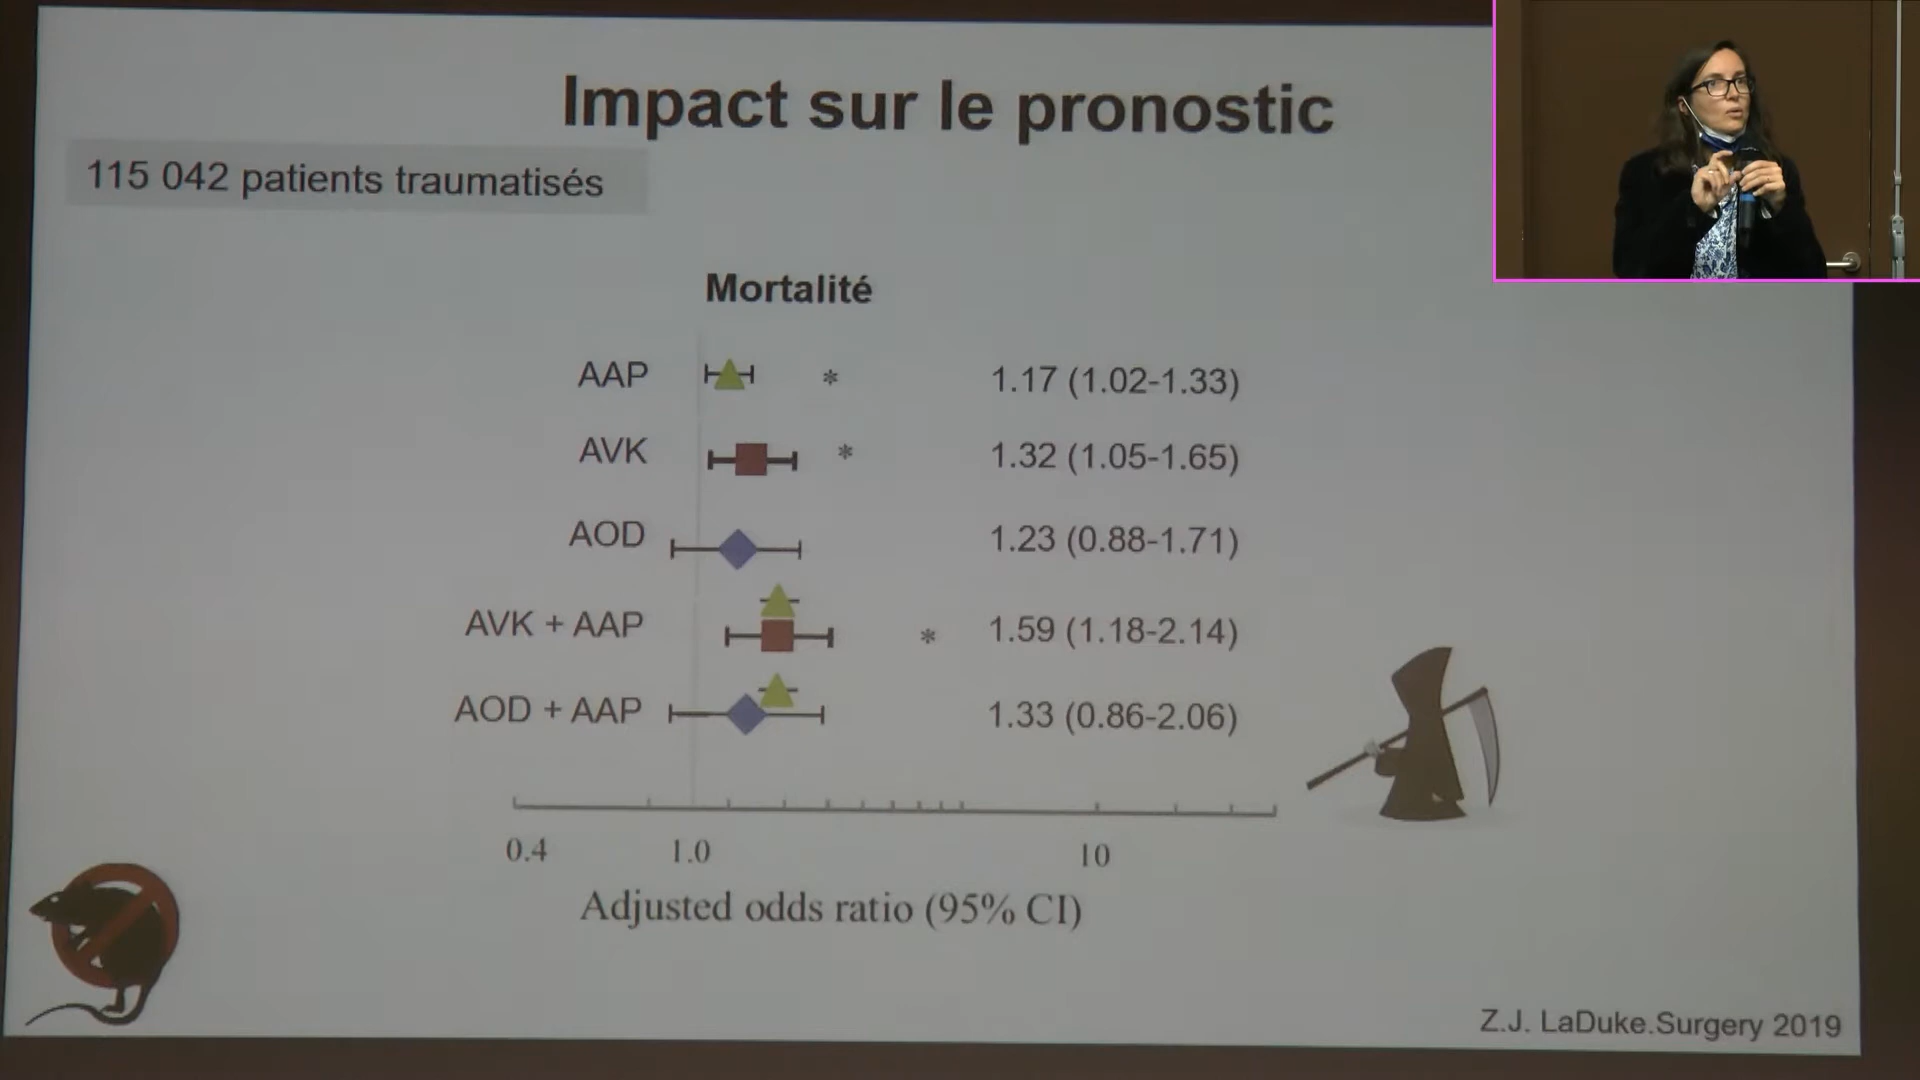 Impact sur le pronostic
115 042 patients traumatisés
Mortalité
AAP * 1.17 (1.02-1.33)
AVK * 1.32 (1.05-1.65)
AOD 1.23 (0.88-1.71)
AVK + AAP * 1.59 (1.18-2.14)
AOD + AAP 1.33 (0.86-2.06)
0.4 1.0 10
Adjusted odds ratio (95% CI)
Z.J. LaDuke.Surgery 2019